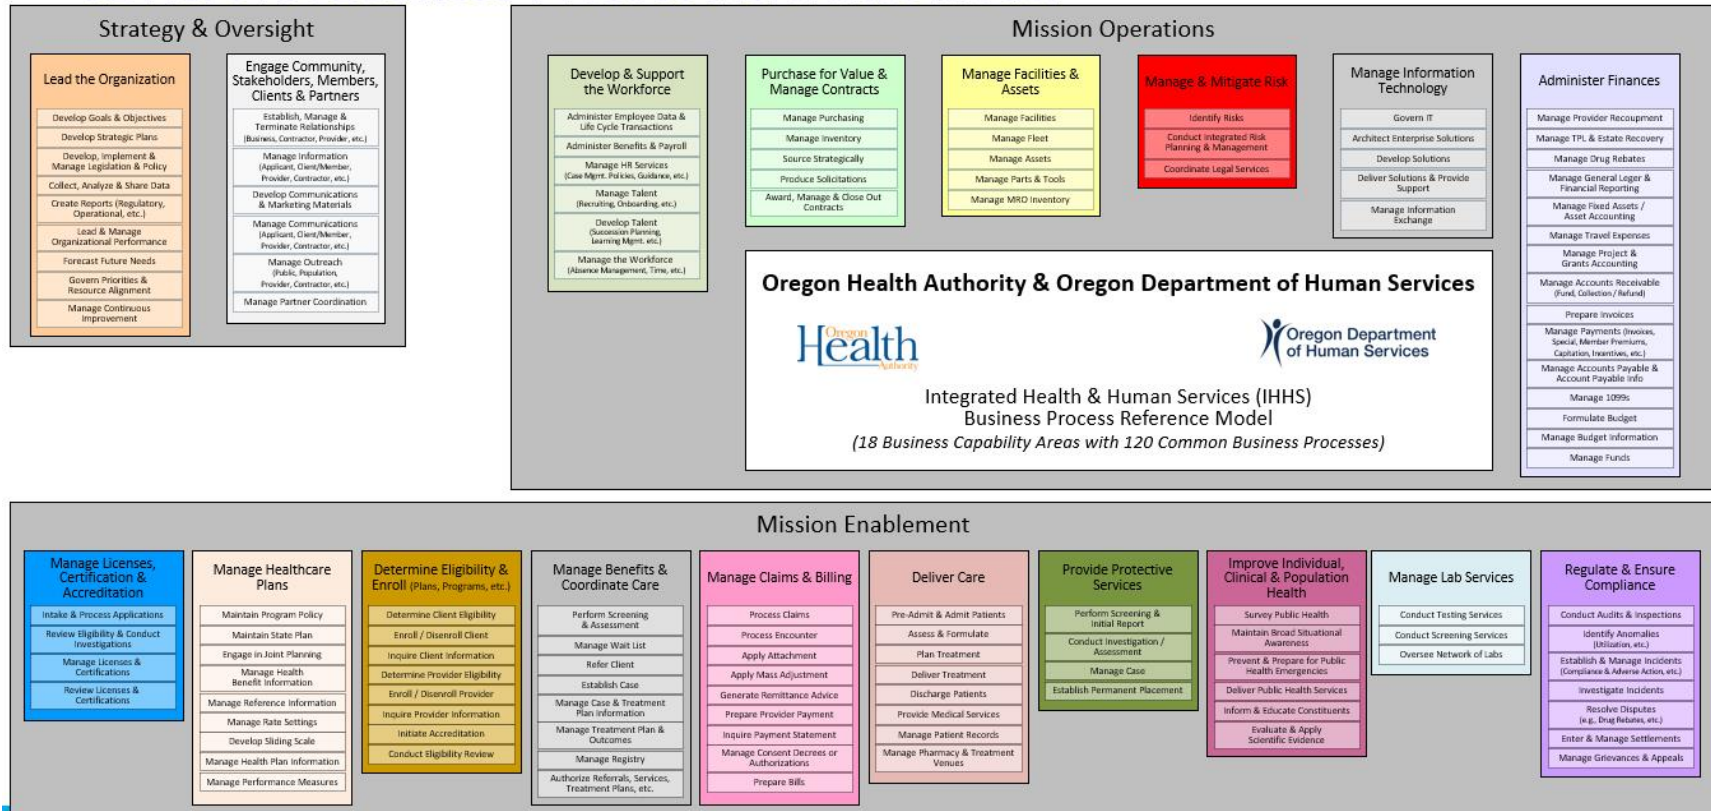 Strategy & Oversight
Lead the Organization
Develop Goals & Objectives
Develop Strategic Plans
Develop, Implement &
Manage Legislation & Policy
Collect, Analyze & Share Data
Create Reports (Regulatory,
Operational, etc.)
Lead & Manage
Organizational Performance
Forecast Future Needs
Govern Priorities &
Resource Alignment
Manage Continuous
Improvement
Engage Community,
Stakeholders, Members,
Clients & Partners
Establish, Manage &
Terminate Relationships
(Business, Contractor, Provider, etc.)
Manage Information
(Applicant, Client/Member,
Provider, Contractor, etc.)
Develop Communications
& Marketing Materials
Manage Communications
(Applicant, Client/Member,
Provider, Contractor, etc.)
Manage Outreach
(Public, Population,
Provider, Contractor, etc.)
Manage Partner Coordination
Mission Operations
Develop & Support
the Workforce
Administer Employee Data &
Life Cycle Transactions
Administer Benefits & Payroll
Manage HR Services
(Case Mgmt. Policies, Guidance, etc.)
Manage Talent
(Recruiting, Onboarding, etc.)
Develop Talent
(Succession Planning,
Learning Mgmt. etc.)
Manage the Workforce
(Absence Management, Time, etc.)
Purchase for Value &
Manage Contracts
Manage Purchasing
Manage Inventory
Source Strategically
Produce Solicitations
Award, Manage & Close Out
Contracts
Manage Facilities &
Assets
Manage Facilities
Manage Fleet
Manage Assets
Manage Parts & Tools
Manage MRO Inventory
Manage & Mitigate Risk
Identify Risks
Conduct Integrated Risk
Planning & Management
Coordinate Legal Services
Manage Information
Technology
Govern IT
Architect Enterprise Solutions
Develop Solutions
Deliver Solutions & Provide
Support
Manage Information
Exchange
Administer Finances
Manage Provider Recoupment
Manage TPL & Estate Recovery
Manage Drug Rebates
Manage General Leger &
Financial Reporting
Manage Fixed Assets /
Asset Accounting
Manage Travel Expenses
Manage Project &
Grants Accounting
Manage Accounts Receivable
(Fund, Collection / Refund)
Prepare Invoices
Manage Payments (Invoices,
Special, Member Premiums,
Capitation, Incentives, etc.)
Manage Accounts Payable &
Account Payable Info
Manage 1099s
Formulate Budget
Manage Budget Information
Manage Funds
Oregon Health Authority & Oregon Department of Human Services
Oregon
Health
Authority
Oregon Department
of Human Services
Integrated Health & Human Services (IHHS)
Business Process Reference Model
(18 Business Capability Areas with 120 Common Business Processes)
Mission Enablement
Manage Licenses,
Certification &
Accreditation
Intake & Process Applications
Review Eligibility & Conduct
Investigations
Manage Licenses &
Certifications
Review Licenses &
Certifications
Manage Healthcare
Plans
Maintain Program Policy
Maintain State Plan
Engage in Joint Planning
Manage Health
Benefit Information
Manage Reference Information
Manage Rate Settings
Develop Sliding Scale
Manage Health Plan Information
Manage Performance Measures
Determine Eligibility &
Enroll (Plans, Programs, etc.)
Determine Client Eligibility
Enroll / Disenroll Client
Inquire Client Information
Determine Provider Eligibility
Enroll / Disenroll Provider
Inquire Provider Information
Initiate Accreditation
Conduct Eligibility Review
Manage Benefits &
Coordinate Care
Perform Screening
& Assessment
Manage Wait List
Refer Client
Establish Case
Manage Case & Treatment
Plan Information
Manage Treatment Plan &
Outcomes
Manage Registry
Authorize Referrals, Services,
Treatment Plans, etc.
Manage Claims & Billing
Process Claims
Process Encounter
Apply Attachment
Apply Mass Adjustment
Generate Remittance Advice
Prepare Provider Payment
Inquire Payment Statement
Manage Consent Decrees or
Authorizations
Prepare Bills
Deliver Care
Pre-Admit & Admit Patients
Assess & Formulate
Plan Treatment
Deliver Treatment
Discharge Patients
Provide Medical Services
Manage Patient Records
Manage Pharmacy & Treatment
Venues
Provide Protective
Services
Perform Screening &
Initial Report
Conduct Investigation /
Assessment
Manage Case
Establish Permanent Placement
Improve Individual,
Clinical & Population
Health
Survey Public Health
Maintain Broad Situational
Awareness
Prevent & Prepare for Public
Health Emergencies
Deliver Public Health Services
Inform & Educate Constituents
Evaluate & Apply
Scientific Evidence
Manage Lab Services
Conduct Testing Services
Conduct Screening Services
Oversee Network of Labs
Regulate & Ensure
Compliance
Conduct Audits & Inspections
Identify Anomalies
(Utilization, etc.)
Establish & Manage Incidents
(Compliance & Adverse Action, etc.)
Investigate Incidents
Resolve Disputes
(e.g., Drug Rebates, etc.)
Enter & Manage Settlements
Manage Grievances & Appeals